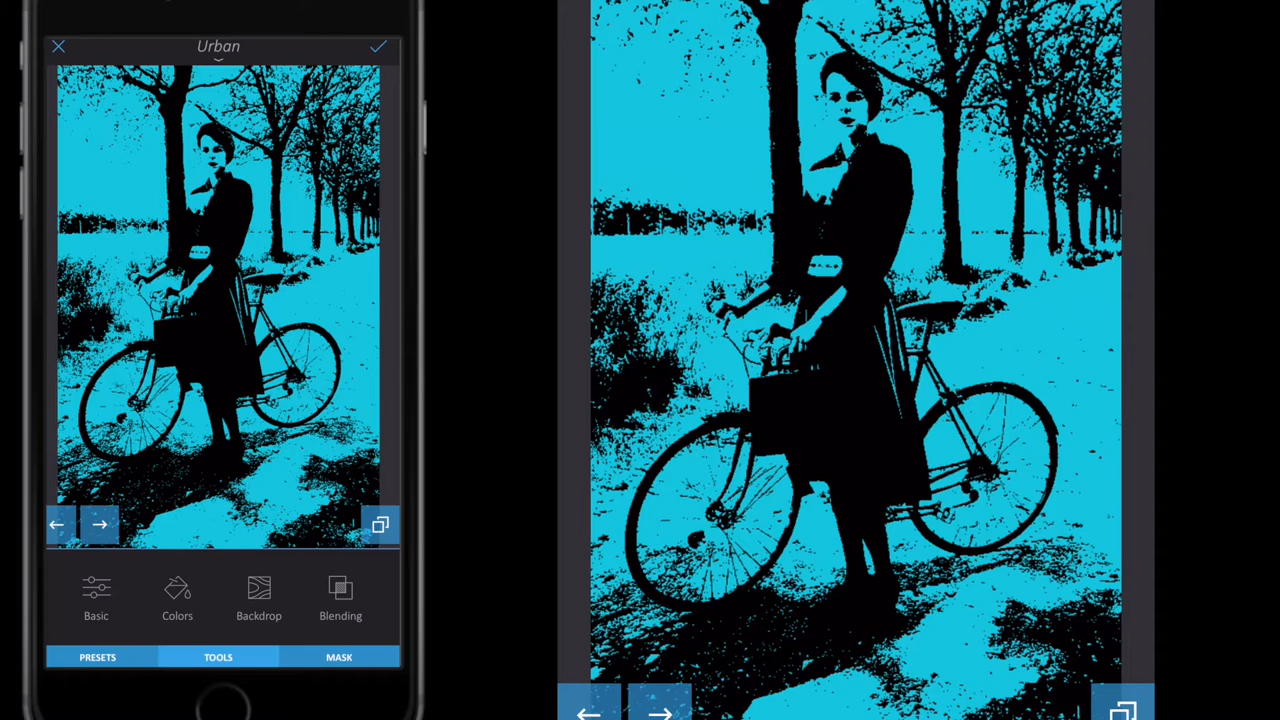 Urban
Basic
Colors
Backdrop
Blending
PRESETS
TOOLS
MASK